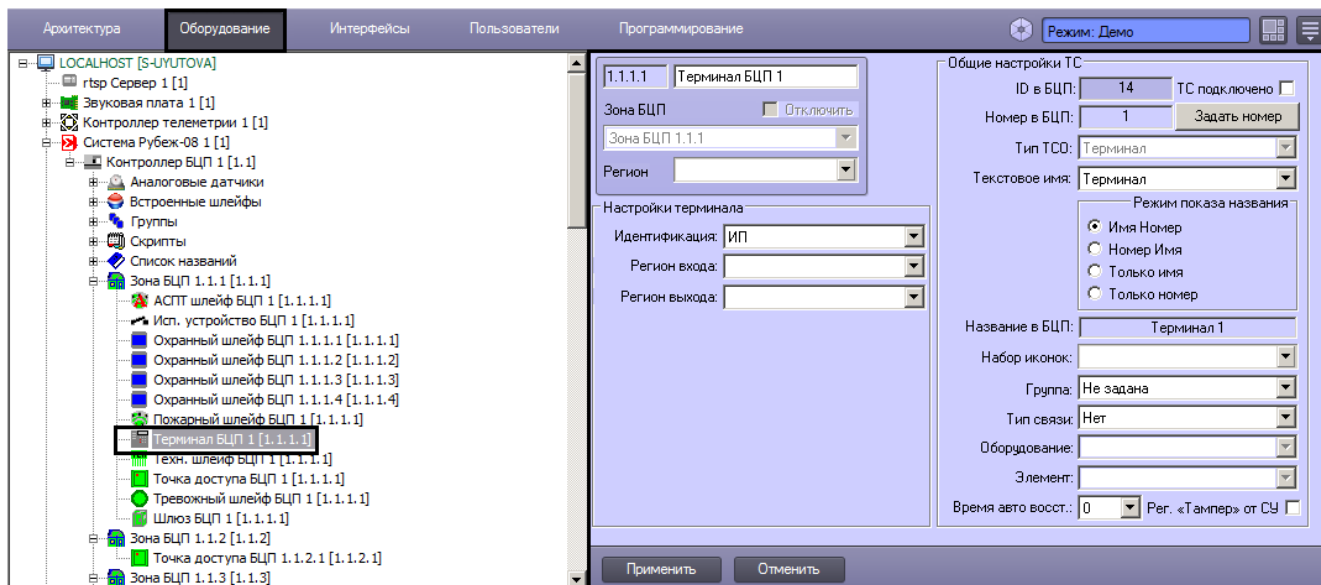 Архитектура Оборудование Интерфейсы Пользователи Программирование Режим: Демо
LOCALHOST [S-UYUTOVA]
rtsp Сервер 1 [1]
Звуковая плата 1 [1]
Контроллер телеметрии 1 [1]
Система Рубеж-08 1 [1]
Контроллер БЦП 1 [1.1]
Аналоговые датчики
Встроенные шлейфы
Группы
Скрипты
Список названий
Зона БЦП 1.1.1 [1.1.1]
АСПТ шлейф БЦП 1 [1.1.1.1]
Исп. устройство БЦП 1 [1.1.1.1]
Охранный шлейф БЦП 1.1.1.1 [1.1.1.1]
Охранный шлейф БЦП 1.1.1.2 [1.1.1.2]
Охранный шлейф БЦП 1.1.1.3 [1.1.1.3]
Охранный шлейф БЦП 1.1.1.4 [1.1.1.4]
Пожарный шлейф БЦП 1 [1.1.1.1]
Терминал БЦП 1 [1.1.1.1]
Техн. шлейф БЦП 1 [1.1.1.1]
Точка доступа БЦП 1 [1.1.1.1]
Тревожный шлейф БЦП 1 [1.1.1.1]
Шлюз БЦП 1 [1.1.1.1]
Зона БЦП 1.1.2 [1.1.2]
Точка доступа БЦП 1.1.2.1 [1.1.2.1]
Зона БЦП 1.1.3 [1.1.3]
1.1.1.1 Терминал БЦП 1
Зона БЦП Отключить
Зона БЦП 1.1.1
Регион
Настройки терминала
Идентификация: ИП
Регион входа:
Регион выхода:
Общие настройки ТС
ID в БЦП: 14 ТС подключено
Номер в БЦП: 1 Задать номер
Тип ТСО: Терминал
Текстовое имя: Терминал
Режим показа названия
Имя Номер
Номер Имя
Только имя
Только номер
Название в БЦП: Терминал 1
Набор иконок:
Группа: Не задана
Тип связи: Нет
Оборудование:
Элемент:
Время авто восст.: 0 Рег. «Тампер» от СУ
Применить Отменить